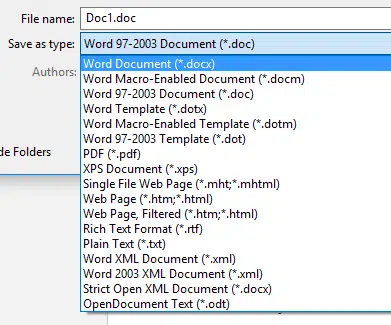 File name: Doc1.doc
Save as type: Word 97-2003 Document (*.doc)
Word Document (*.docx)
Authors: Word Macro-Enabled Document (*.docm)
Word 97-2003 Document (*.doc)
Word Template (*.dotx)
Word Macro-Enabled Template (*.dotm)
Word 97-2003 Template (*.dot)
de Folders PDF (*.pdf)
XPS Document (*.xps)
Single File Web Page (*.mht;*.mhtml)
Web Page (*.htm;*.html)
Web Page, Filtered (*.htm;*.html)
Rich Text Format (*.rtf)
Plain Text (*.txt)
Word XML Document (*.xml)
Word 2003 XML Document (*.xml)
Strict Open XML Document (*.docx)
OpenDocument Text (*.odt)